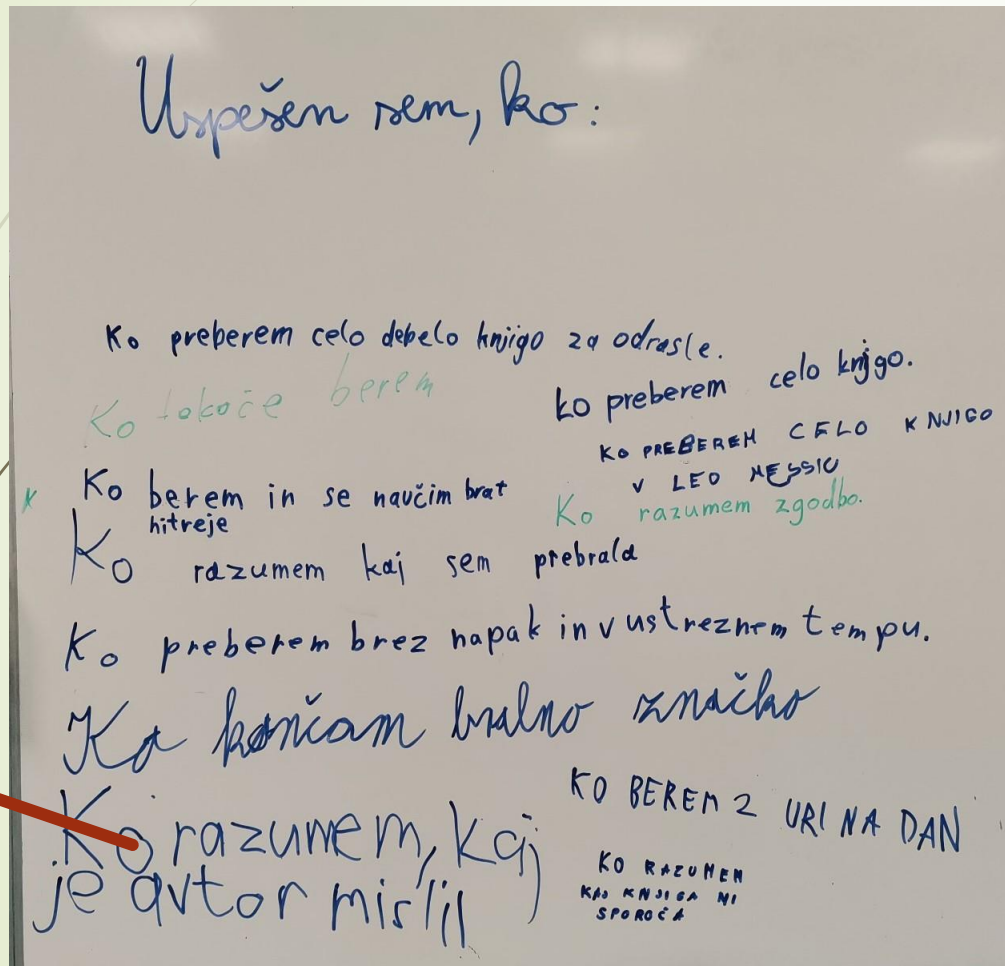 Uspešen sem, ko:
Ko preberem celo debelo knjigo za odrasle.
Ko tekoče berem
ko preberem celo knjigo.
KO PREBEREM CELO KNJIGO
V LEO MESSIU
Ko berem in se naučim brat
hitreje
Ko razumem zgodbo.
Ko razumem kaj sem prebrala
Ko preberem brez napak in v ustreznem tempu.
Ko končam bralno značko
KO BEREM 2 URI NA DAN
Ko razumem, kaj
je avtor mislil
KO RAZUMEM
KAJ KNJIGA MI
SPOROČA